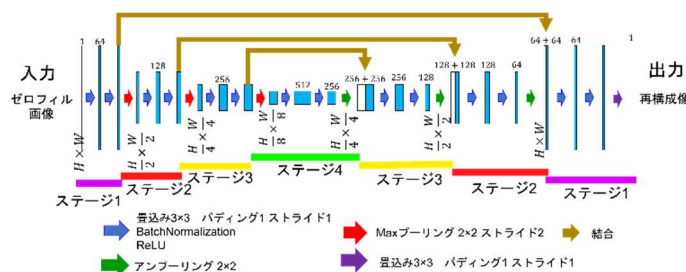 1 64 128 256 512 256 256 + 256 256 128 128 + 128 128 64 64 + 64 64 1
入力
ゼロフィル
画像
出力
再構成像
H × W
H/2 × W/2
H/4 × W/4
H/8 × W/8
H/4 × W/4
H/2 × W/2
H × W
ステージ1
ステージ2
ステージ3
ステージ4
ステージ3
ステージ2
ステージ1
畳込み3×3 パディング1 ストライド1
BatchNormalization
ReLU
アンプーリング 2×2
Maxプーリング 2×2 ストライド2
畳込み3×3 パディング1 ストライド1
結合